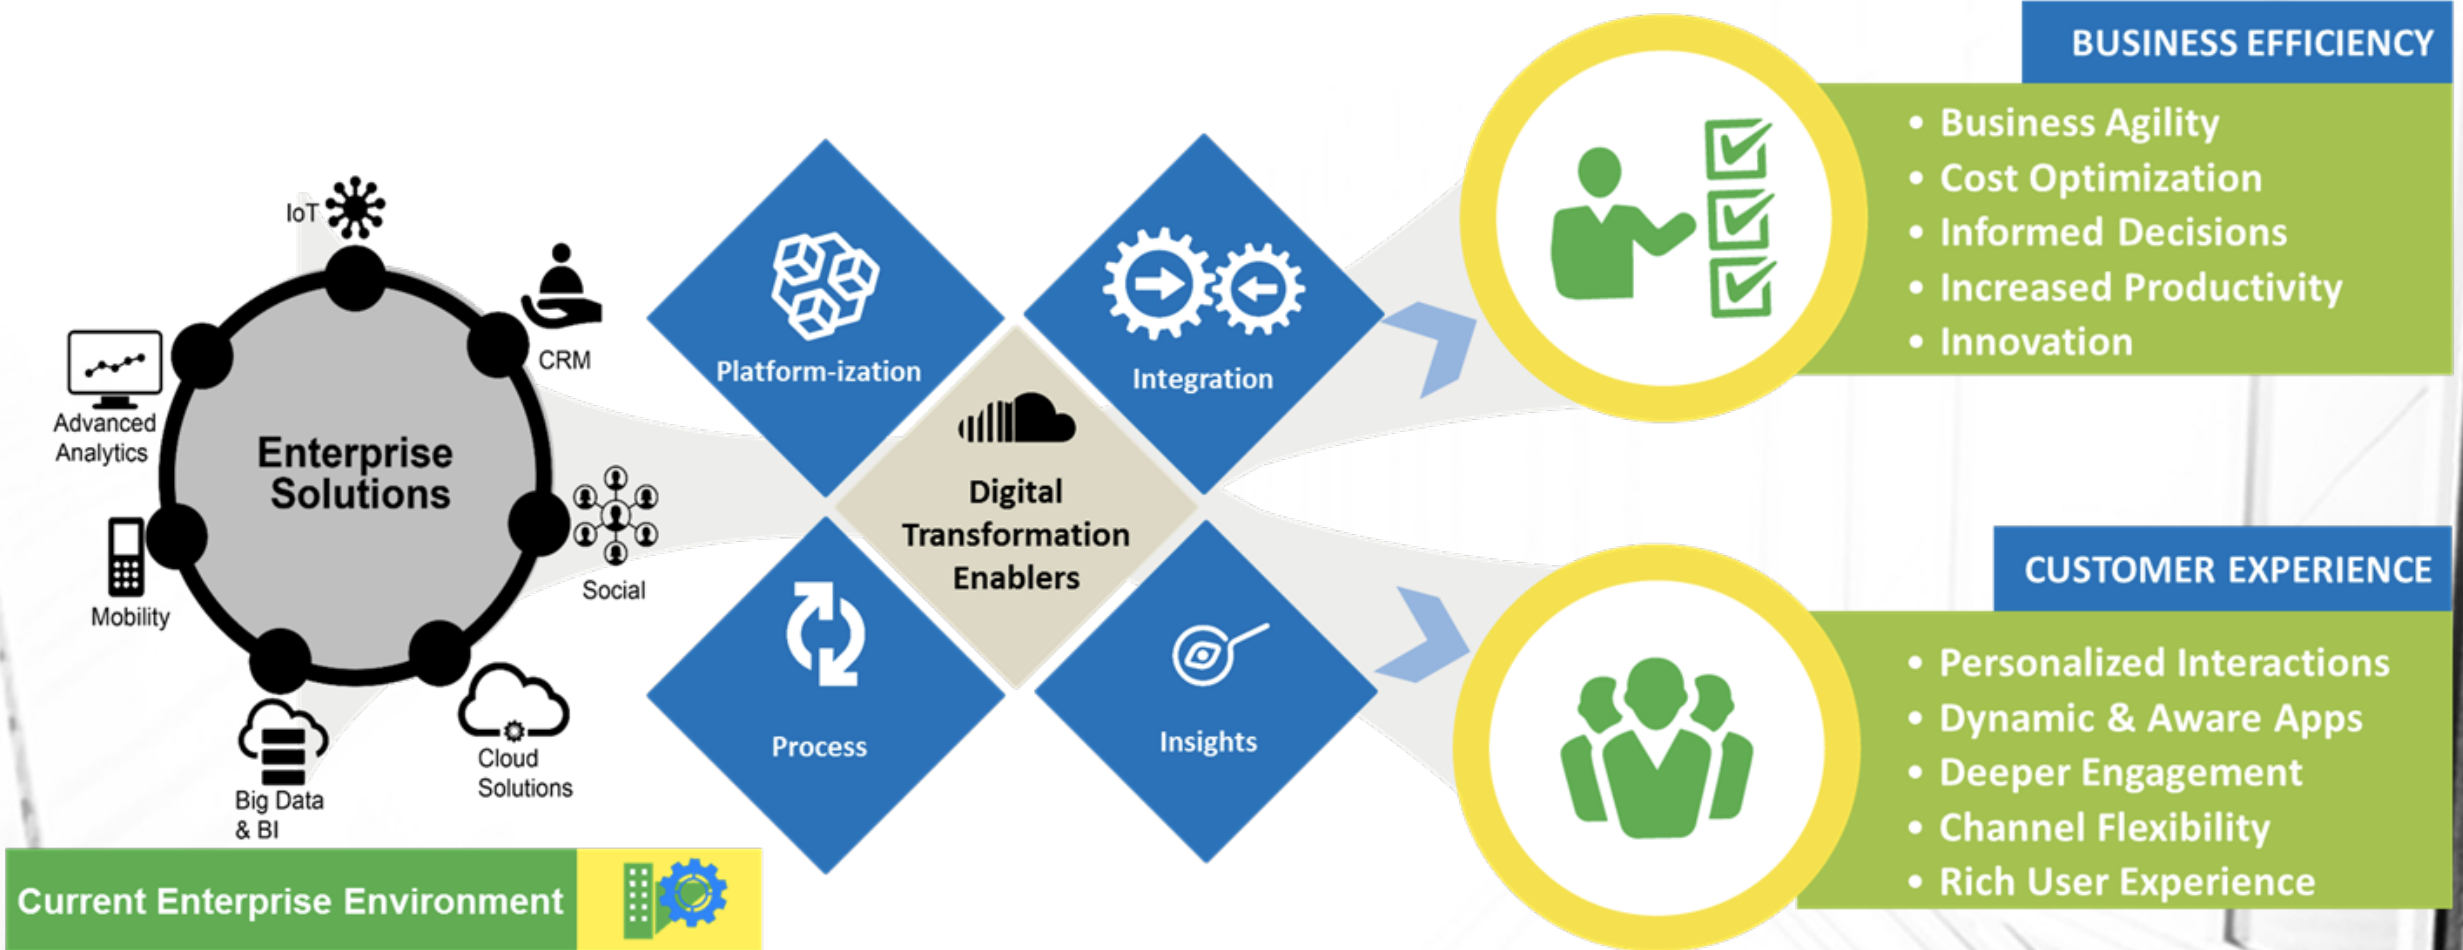 IoT
CRM
Advanced
Analytics
Enterprise
Solutions
Social
Mobility
Cloud
Solutions
Big Data
& BI
Current Enterprise Environment
Platform-ization
Integration
Digital
Transformation
Enablers
Process
Insights
BUSINESS EFFICIENCY
• Business Agility
• Cost Optimization
• Informed Decisions
• Increased Productivity
• Innovation
CUSTOMER EXPERIENCE
• Personalized Interactions
• Dynamic & Aware Apps
• Deeper Engagement
• Channel Flexibility
• Rich User Experience